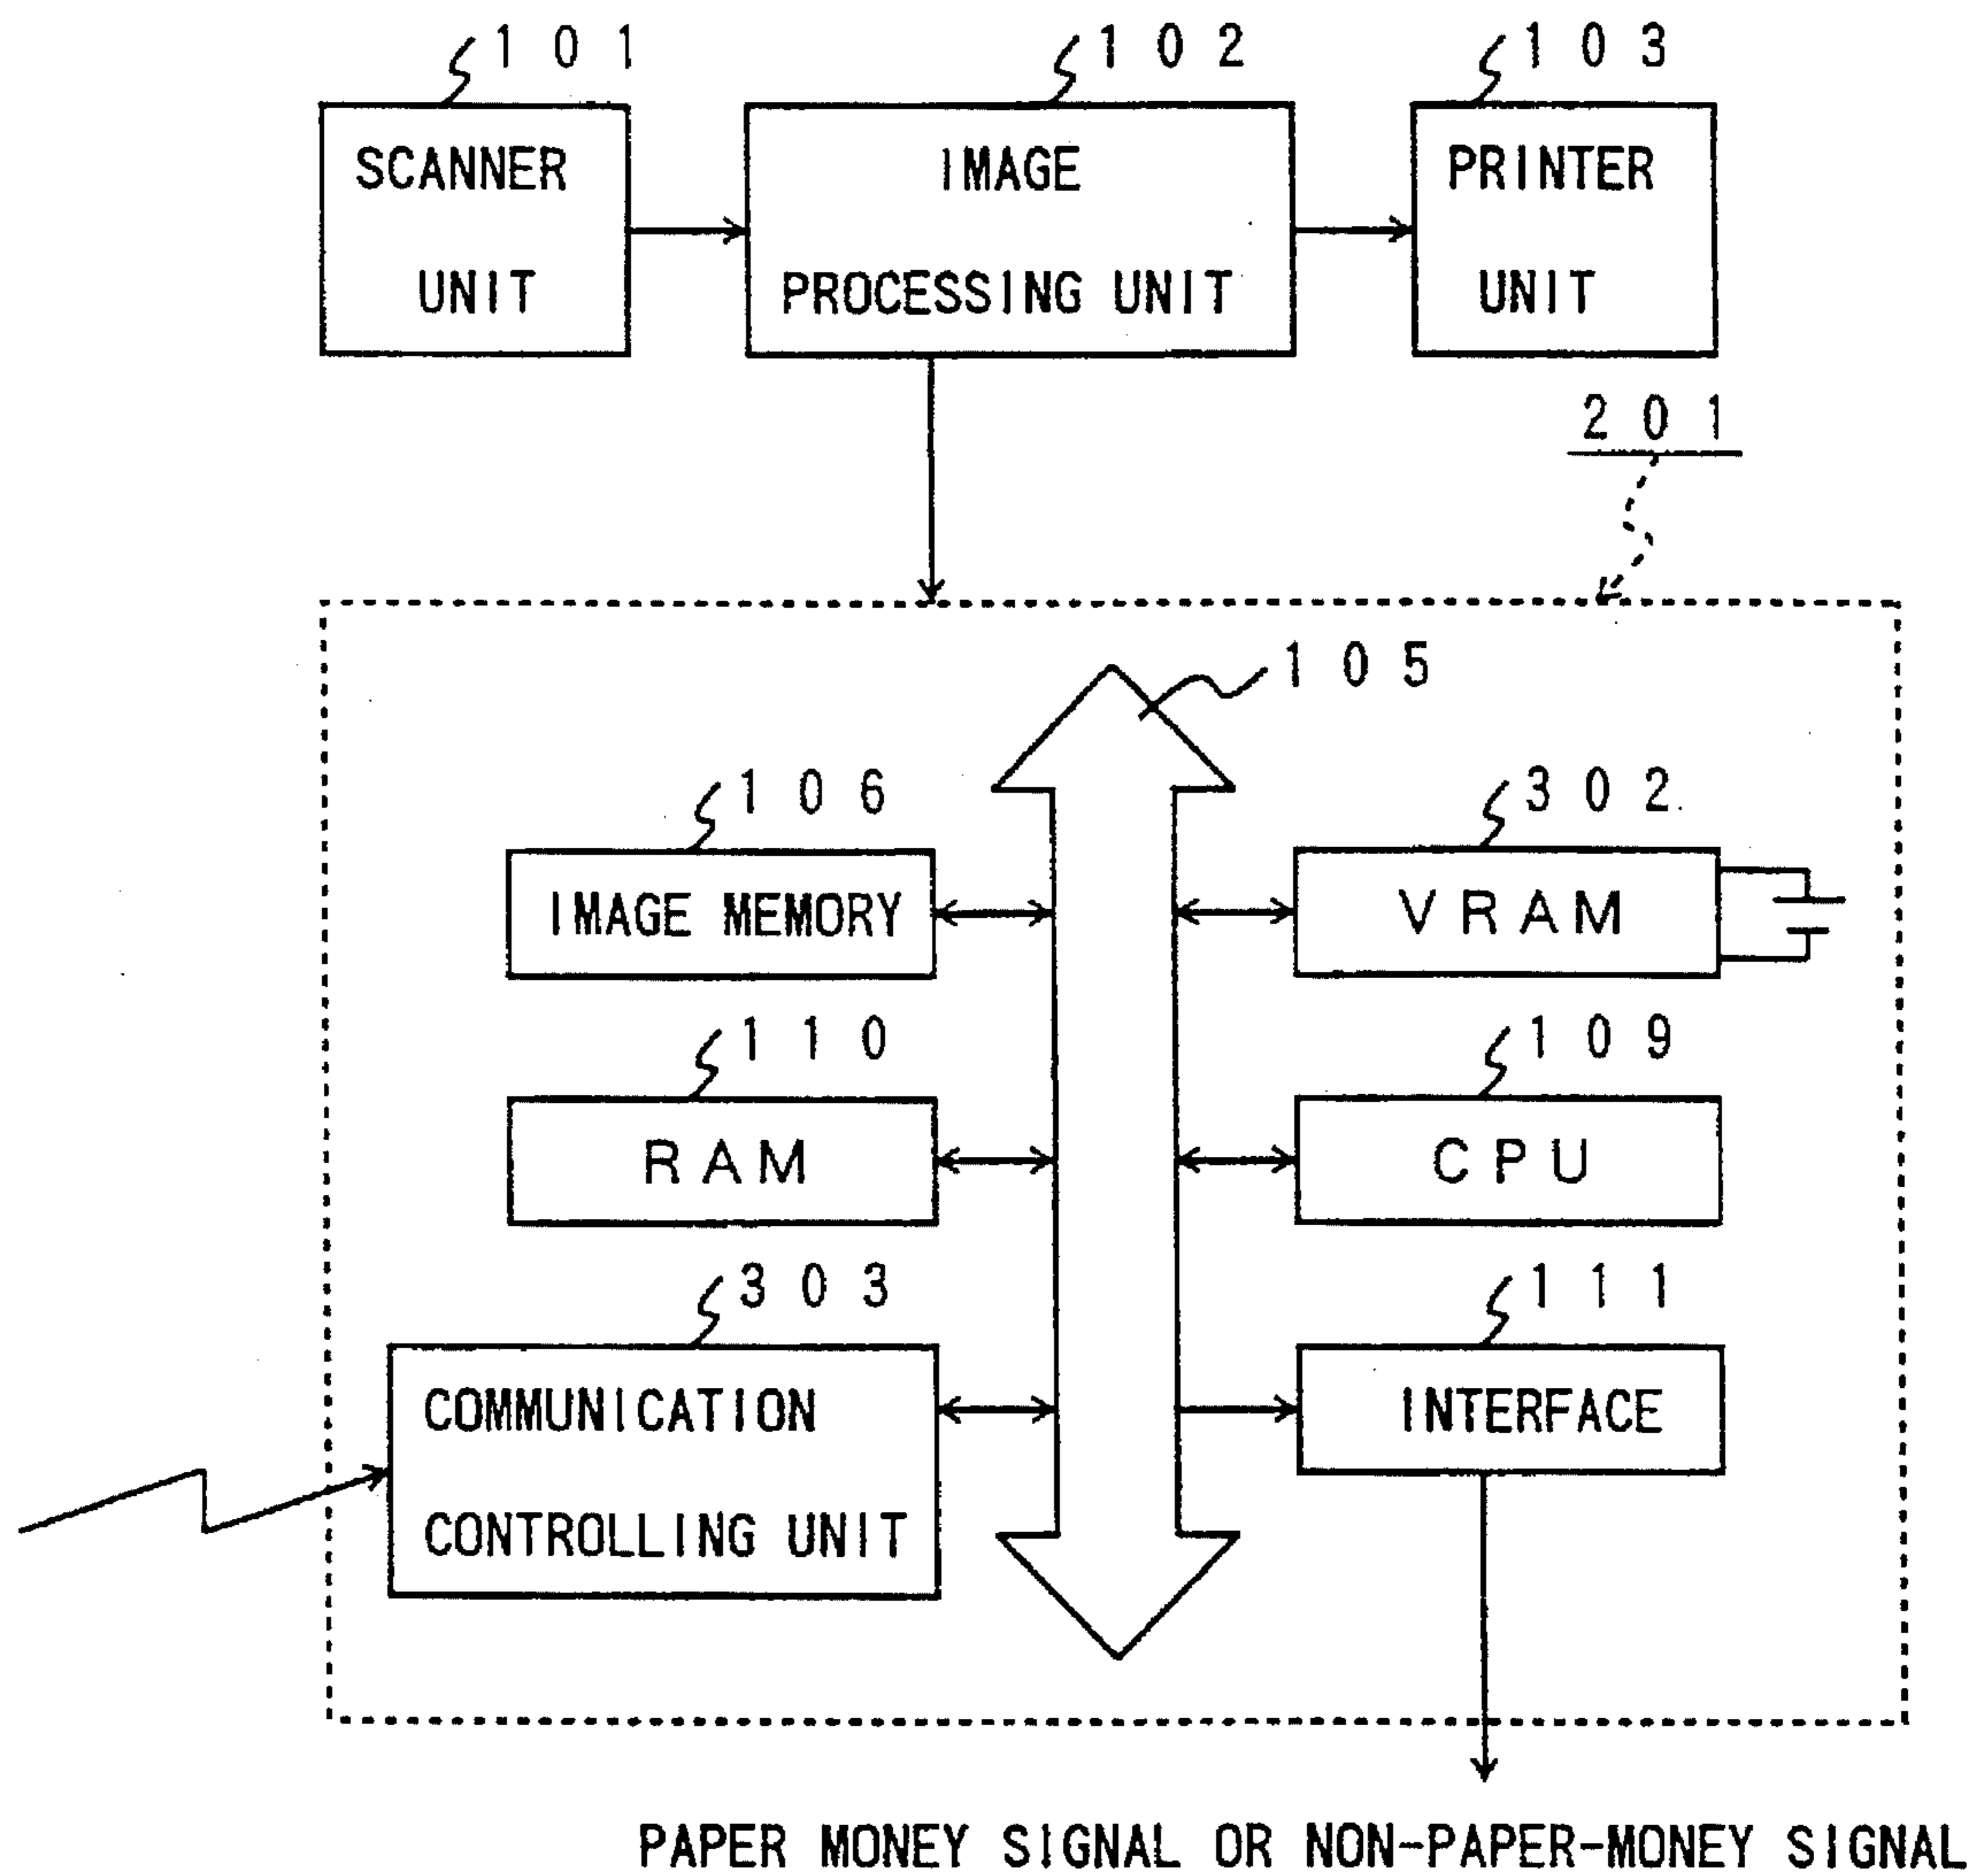 101
102
103
SCANNER
UNIT
IMAGE
PROCESSING UNIT
PRINTER
UNIT
201
105
106
302
IMAGE MEMORY
VRAM
110
109
RAM
CPU
303
111
COMMUNICATION
CONTROLLING UNIT
INTERFACE
PAPER MONEY SIGNAL OR NON-PAPER-MONEY SIGNAL